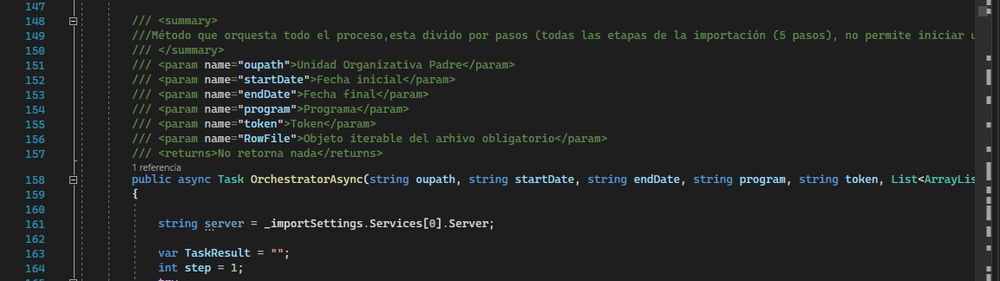 147
148 /// <summary>
149 ///Método que orquesta todo el proceso,esta divido por pasos (todas las etapas de la importación (5 pasos), no permite iniciar
150 /// </summary>
151 /// <param name="oupath">Unidad Organizativa Padre</param>
152 /// <param name="startDate">Fecha inicial</param>
153 /// <param name="endDate">Fecha final</param>
154 /// <param name="program">Programa</param>
155 /// <param name="token">Token</param>
156 /// <param name="RowFile">Objeto iterable del arhivo obligatorio</param>
157 /// <returns>No retorna nada</returns>
1 referencia
158 public async Task OrchestratorAsync(string oupath, string startDate, string endDate, string program, string token, List<ArrayLis
159 {
160
161 string server = _importSettings.Services[0].Server;
162
163 var TaskResult = "";
164 int step = 1;